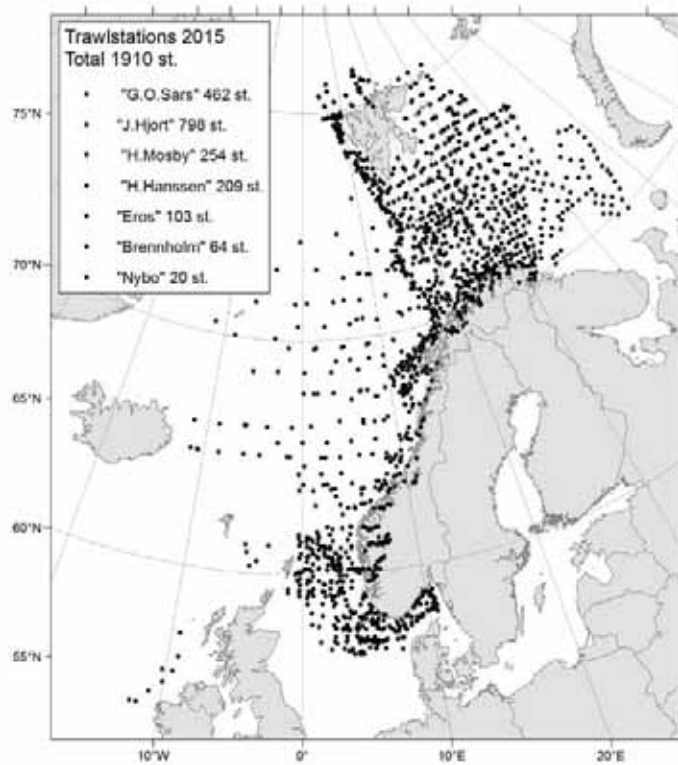 Trawlstations 2015
Total 1910 st.
"G.O.Sars" 462 st.
"J.Hjort" 798 st.
"H.Mosby" 254 st.
"H.Hanssen" 209 st.
"Eros" 103 st.
"Brennholm" 64 st.
"Nybo" 20 st.
75°N
70°N
65°N
60°N
55°N
10°W
0°
10°E
20°E